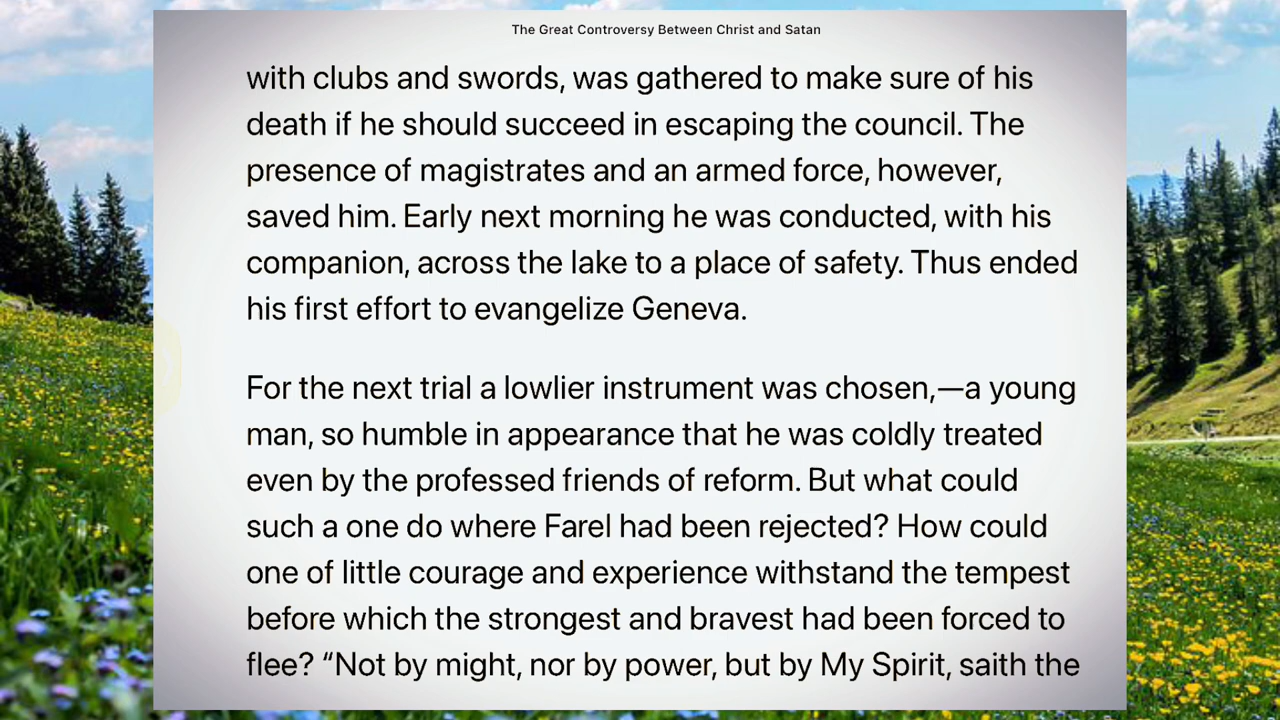 The Great Controversy Between Christ and Satan
with clubs and swords, was gathered to make sure of his
death if he should succeed in escaping the council. The
presence of magistrates and an armed force, however,
saved him. Early next morning he was conducted, with his
companion, across the lake to a place of safety. Thus ended
his first effort to evangelize Geneva.
For the next trial a lowlier instrument was chosen,—a young
man, so humble in appearance that he was coldly treated
even by the professed friends of reform. But what could
such a one do where Farel had been rejected? How could
one of little courage and experience withstand the tempest
before which the strongest and bravest had been forced to
flee? “Not by might, nor by power, but by My Spirit, saith the